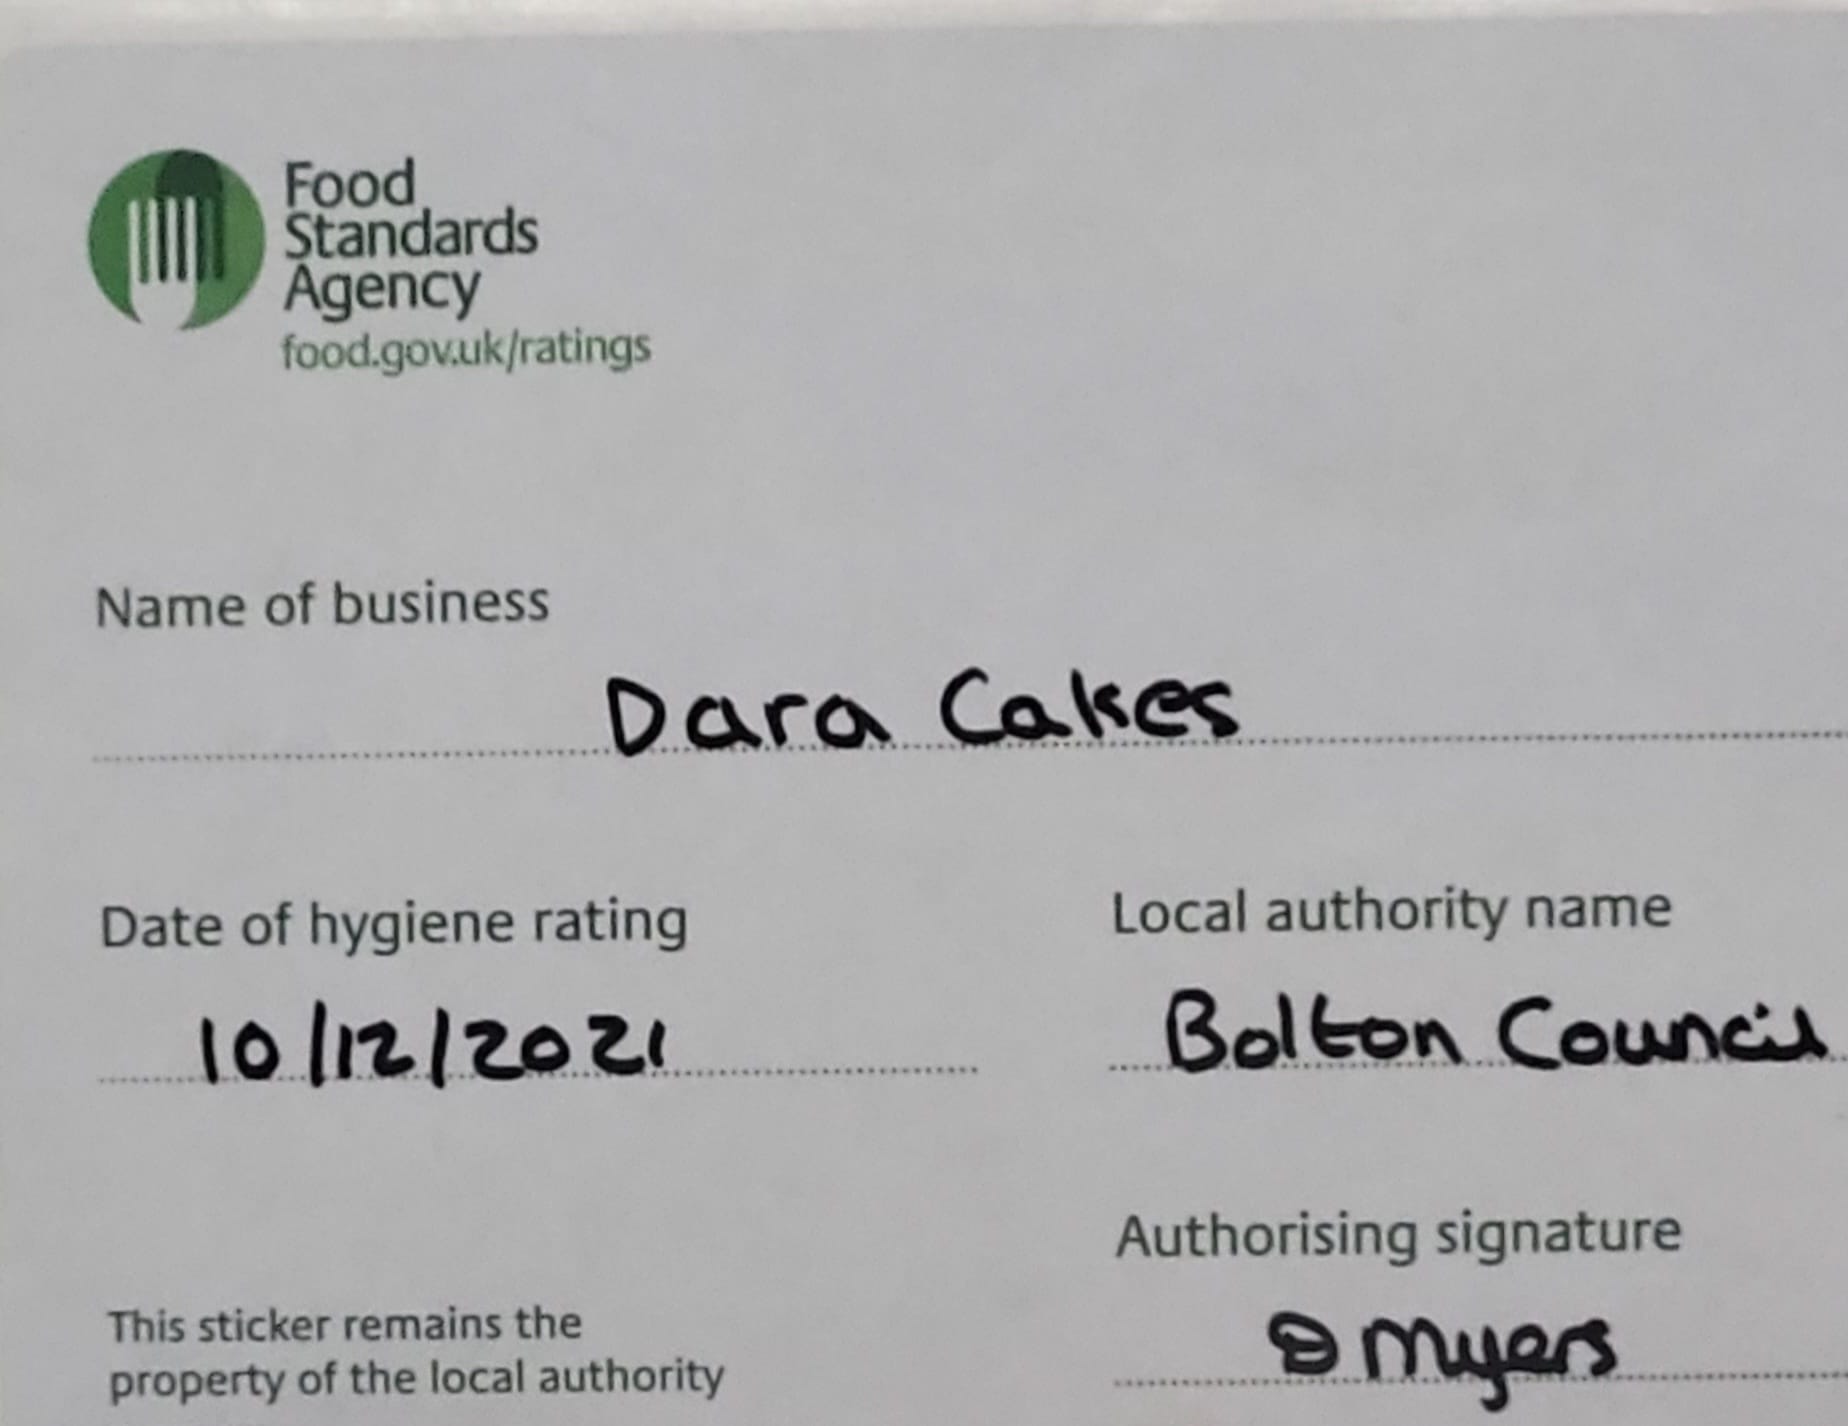 Food
Standards
Agency
food.gov.uk/ratings
Name of business
Dara Cakes
Date of hygiene rating
Local authority name
10/12/2021
Bolton Council
Authorising signature
Myers
This sticker remains the
property of the local authority